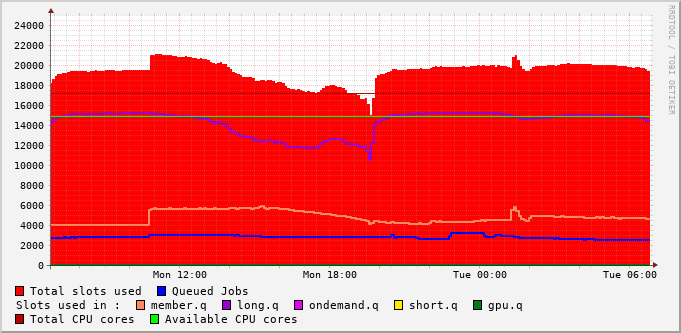 24000
22000
20000
18000
16000
14000
12000
10000
8000
6000
4000
2000
0
Mon 12:00 Mon 18:00 Tue 00:00 Tue 06:00
Total slots used Queued Jobs
Slots used in : member.q long.q ondemand.q short.q gpu.q
Total CPU cores Available CPU cores
RRDTOOL / TOBI OETIKER